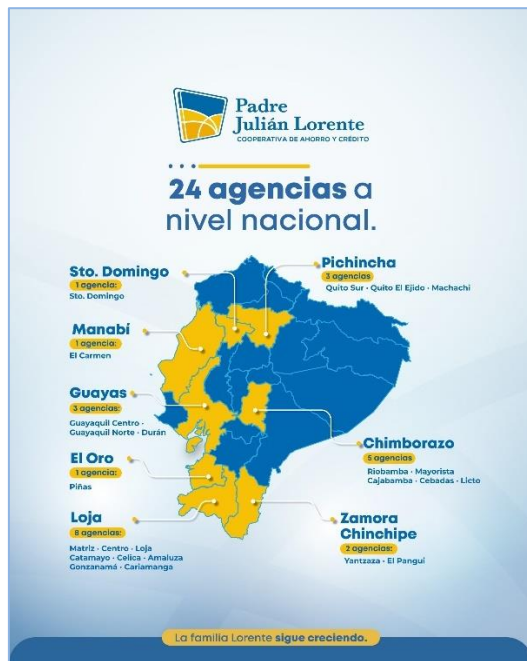 Padre
Julián Lorente
COOPERATIVA DE AHORRO Y CRÉDITO
24 agencias a
nivel nacional.
Sto. Domingo
1 agencia:
Sto. Domingo
Pichincha
3 agencias
Quito Sur · Quito El Ejido · Machachi
Manabí
1 agencia:
El Carmen
Guayas
3 agencias:
Guayaquil Centro ·
Guayaquil Norte · Durán
Chimborazo
5 agencias
Riobamba · Mayorista
Cajabamba · Cebadas · Licto
El Oro
1 agencia:
Piñas
Loja
8 agencias:
Matriz · Centro · Loja
Catamayo · Celica · Amaluza
Gonzanamá · Cariamanga
Zamora
Chinchipe
2 agencias:
Yantzaza · El Pangui
La familia Lorente sigue creciendo.